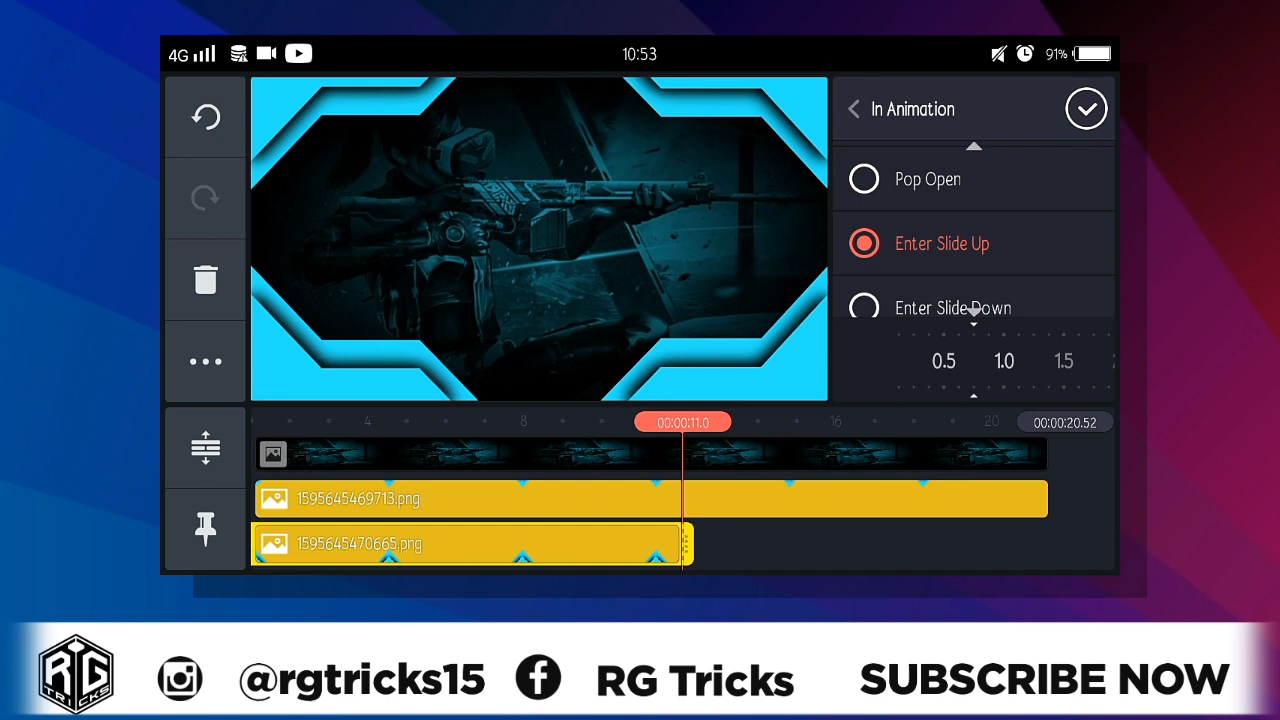 4G
10:53
91%
In Animation
Pop Open
Enter Slide Up
Enter Slide Down
0.5 1.0 1.5
4 8 00:00:11.0 16 20 00:00:20.52
1595645469713.png
1595645470665.png
RTG TRICKS
@rgtricks15
RG Tricks
SUBSCRIBE NOW